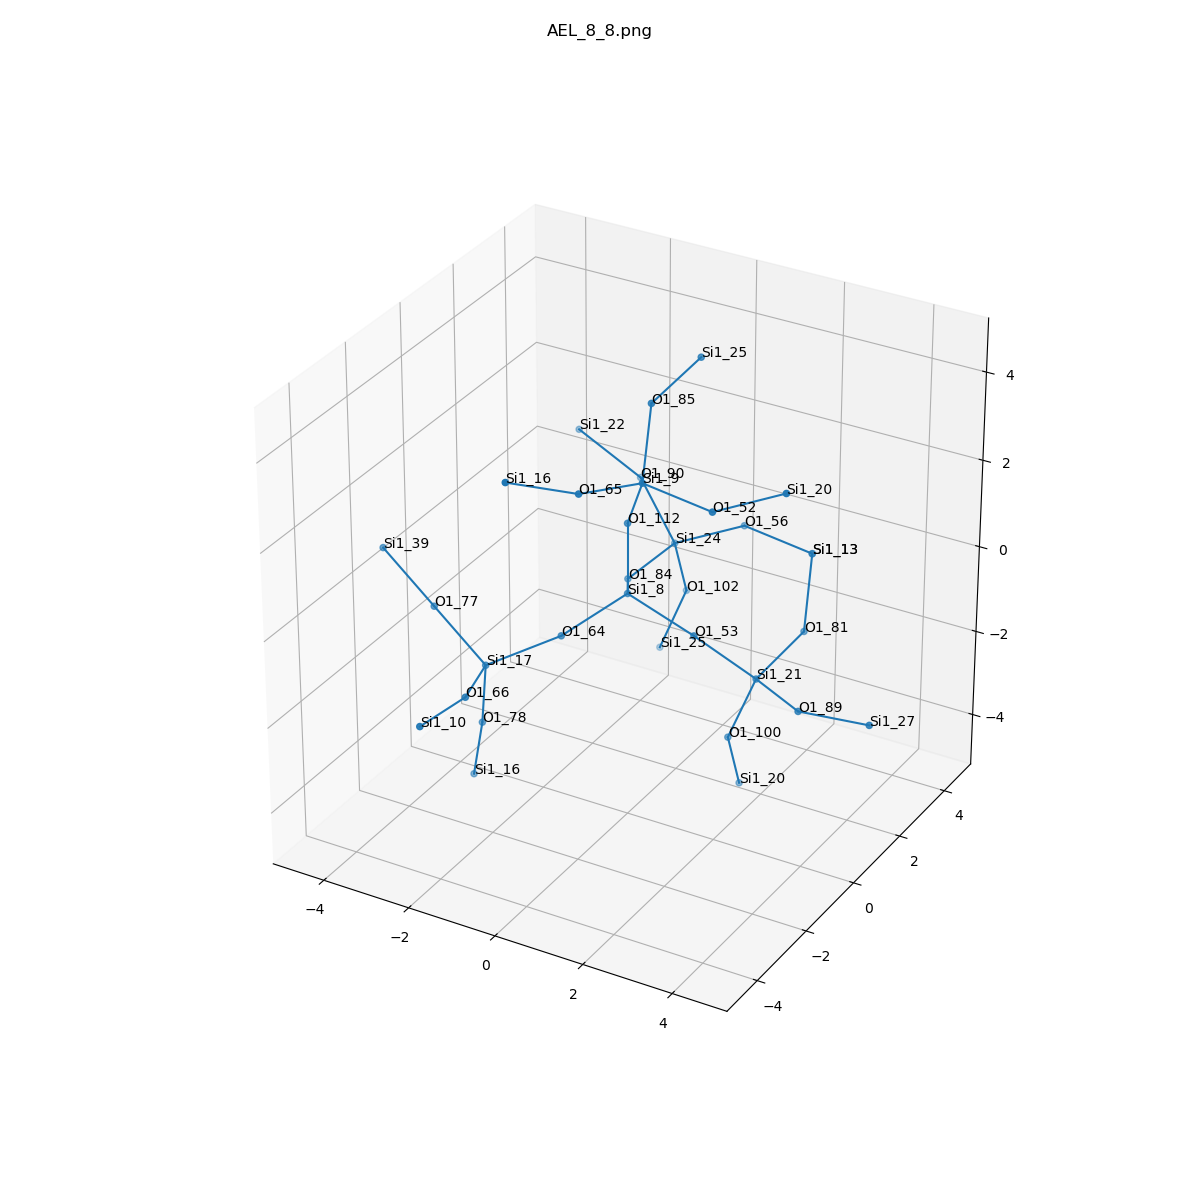 AEL_8_8.png
Si1_25
O1_85
Si1_22
O1_90
Si1_9
Si1_16
O1_65
Si1_20
O1_52
O1_112
O1_56
Si1_24
Si1_39
Si1_13
O1_84
Si1_8
O1_102
O1_77
O1_64
O1_53
O1_81
Si1_25
Si1_17
Si1_21
O1_66
O1_89
Si1_10
O1_78
Si1_27
O1_100
Si1_16
Si1_20
4
2
0
−2
−4
4
2
0
−2
−4
−4
−2
0
2
4